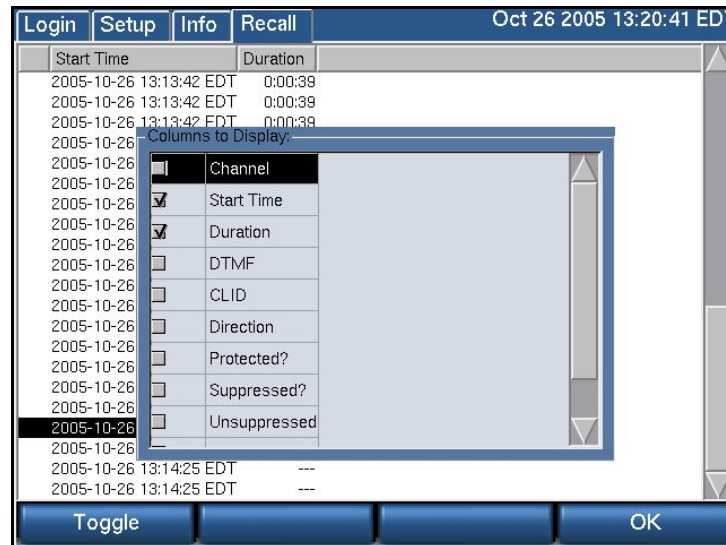 Login Setup Info Recall Oct 26 2005 13:20:41 ED
Start Time Duration
2005-10-26 13:13:42 EDT 0:00:39
2005-10-26 13:13:42 EDT 0:00:39
2005-10-26 13:13:42 EDT 0:00:39
2005-10-26
Columns to Display:
2005-10-26
Channel
2005-10-26
2005-10-26
Start Time
2005-10-26
Duration
2005-10-26
2005-10-26
DTMF
2005-10-26
CLID
2005-10-26
2005-10-26
Direction
2005-10-26
Protected?
2005-10-26
2005-10-26
Suppressed?
2005-10-26
2005-10-26
Unsuppressed
2005-10-26
2005-10-26 13:14:25 EDT ---
2005-10-26 13:14:25 EDT ---
Toggle OK